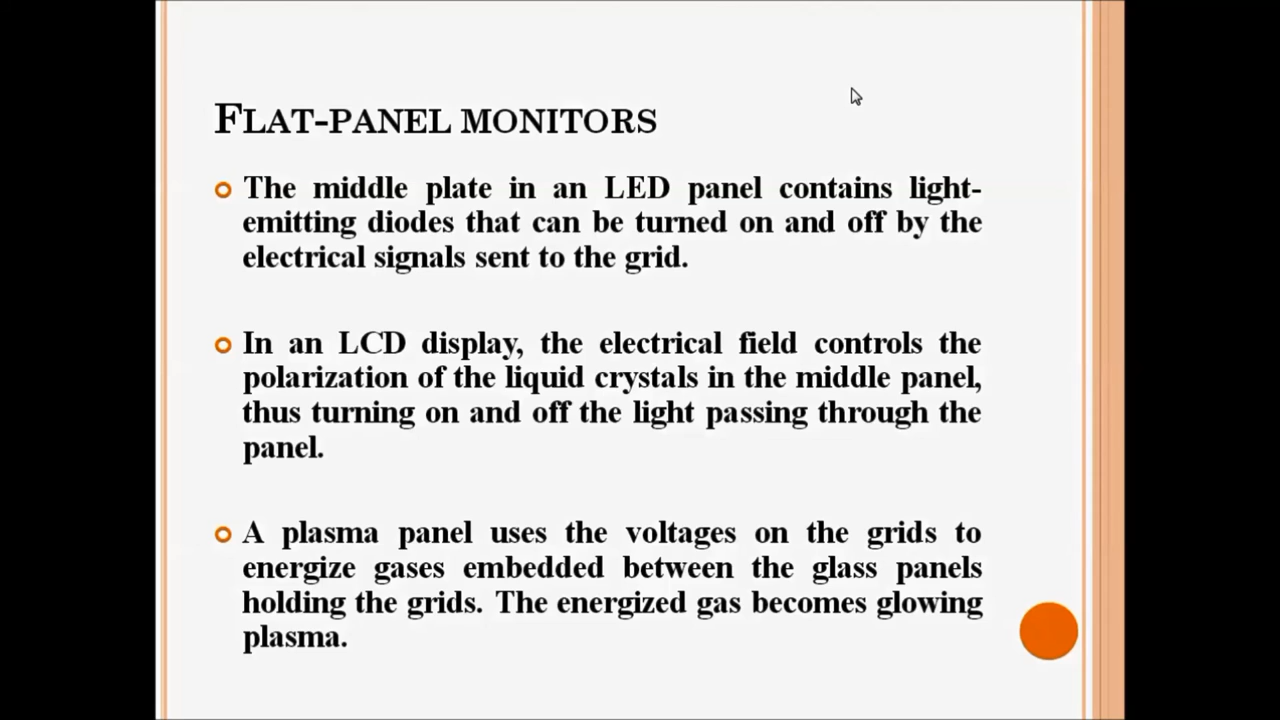 FLAT-PANEL MONITORS
The middle plate in an LED panel contains light-
emitting diodes that can be turned on and off by the
electrical signals sent to the grid.
In an LCD display, the electrical field controls the
polarization of the liquid crystals in the middle panel,
thus turning on and off the light passing through the
panel.
A plasma panel uses the voltages on the grids to
energize gases embedded between the glass panels
holding the grids. The energized gas becomes glowing
plasma.